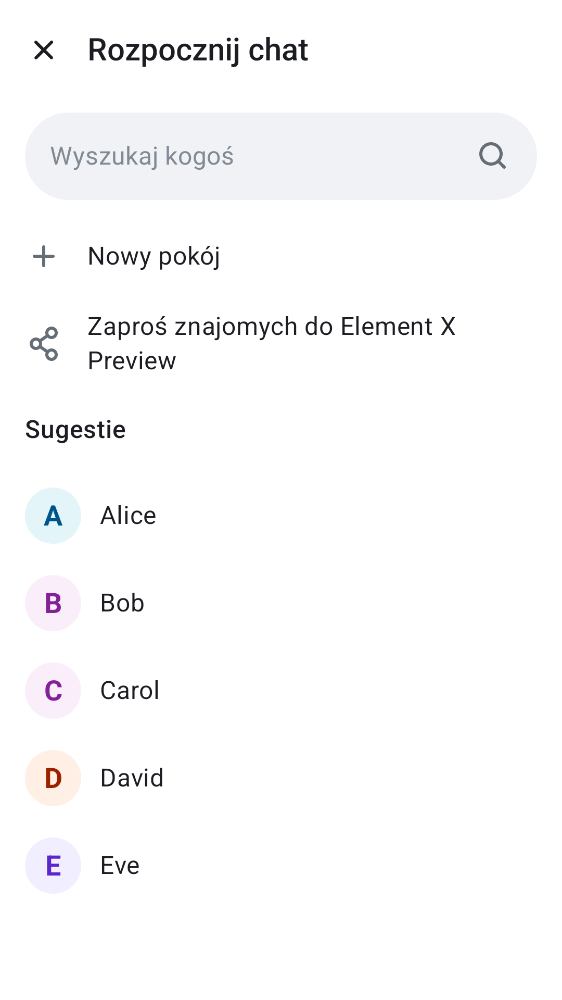 Rozpocznij chat
Wyszukaj kogoś
Nowy pokój
Zaproś znajomych do Element X
Preview
Sugestie
A Alice
B Bob
C Carol
D David
E Eve